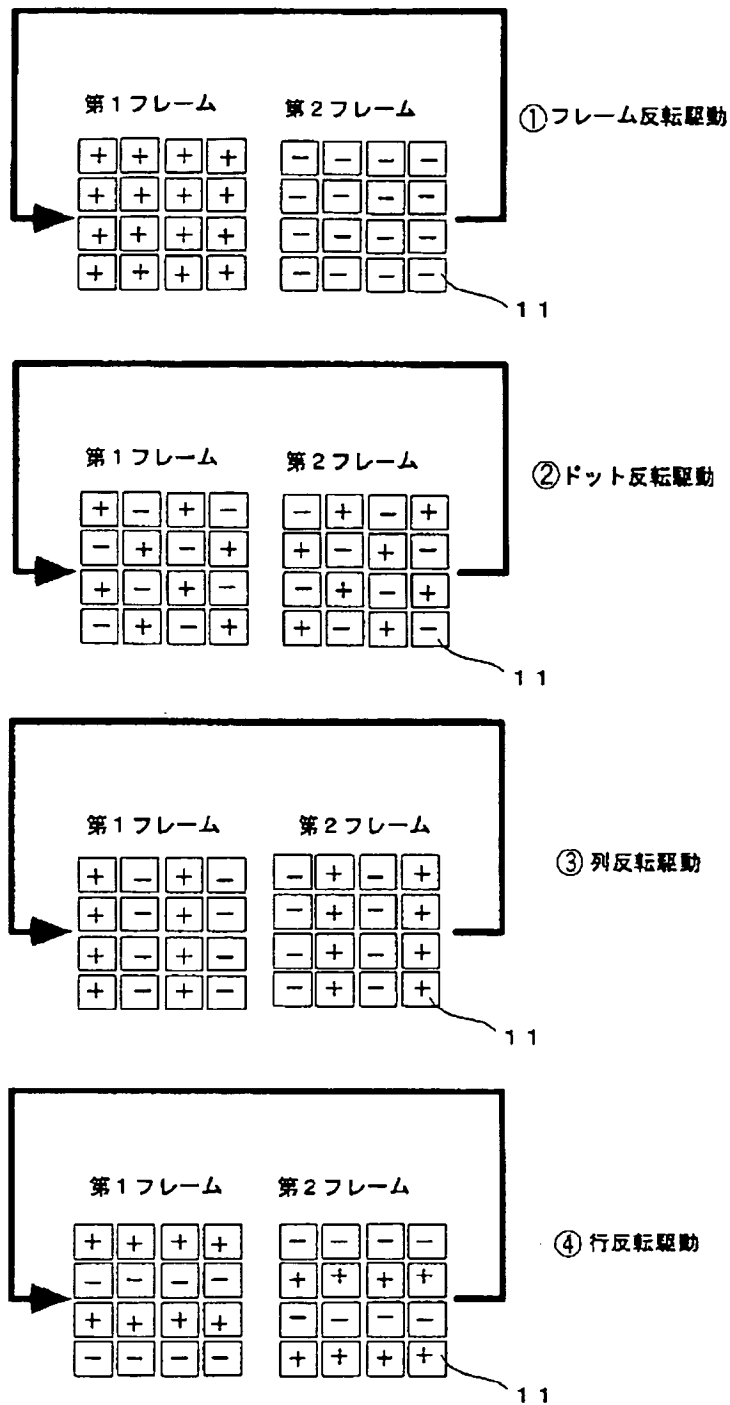 第1フレーム 第2フレーム ①フレーム反転駆動
+ + + + − − − −
+ + + + − − − −
+ + + + − − − −
+ + + + − − − −
11
第1フレーム 第2フレーム ②ドット反転駆動
+ − + − − + − +
− + − + + − + −
+ − + − − + − +
− + − + + − + −
11
第1フレーム 第2フレーム ③列反転駆動
+ − + − − + − +
+ − + − − + − +
+ − + − − + − +
+ − + − − + − +
11
第1フレーム 第2フレーム ④行反転駆動
+ + + + − − − −
− − − − + + + +
+ + + + − − − −
− − − − + + + +
11